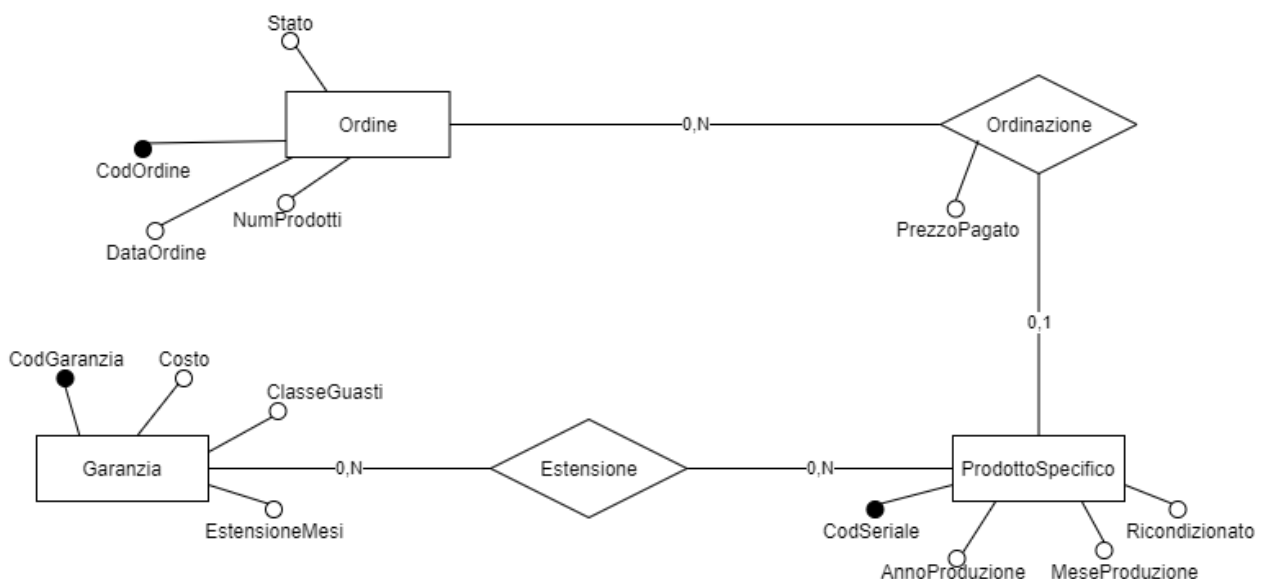 Stato
Ordine
0,N
Ordinazione
CodOrdine
NumProdotti
DataOrdine
PrezzoPagato
0,1
CodGaranzia
Costo
ClasseGuasti
Garanzia
0,N
Estensione
0,N
ProdottoSpecifico
EstensioneMesi
CodSeriale
Ricondizionato
AnnoProduzione
MeseProduzione